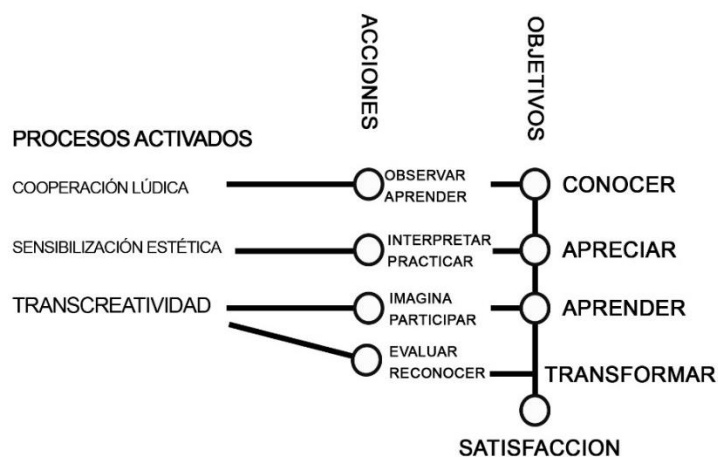 ACCIONES
OBJETIVOS
PROCESOS ACTIVADOS
COOPERACIÓN LÚDICA
OBSERVAR
APRENDER
CONOCER
SENSIBILIZACIÓN ESTÉTICA
INTERPRETAR
PRACTICAR
APRECIAR
TRANSCREATIVIDAD
IMAGINA
PARTICIPAR
APRENDER
EVALUAR
RECONOCER
TRANSFORMAR
SATISFACCION